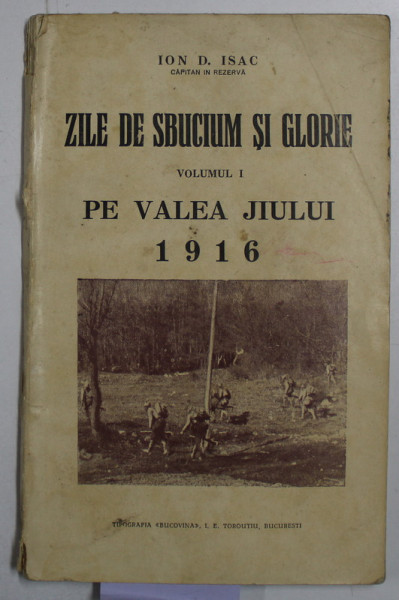 ION D. ISAC
CĂPITAN IN REZERVĂ
ZILE DE SBUCIUM ȘI GLORIE
VOLUMUL I
PE VALEA JIULUI
1916
TIPOGRAFIA «BUCOVINA», I. E. TOROUȚIU, BUCUREȘTI